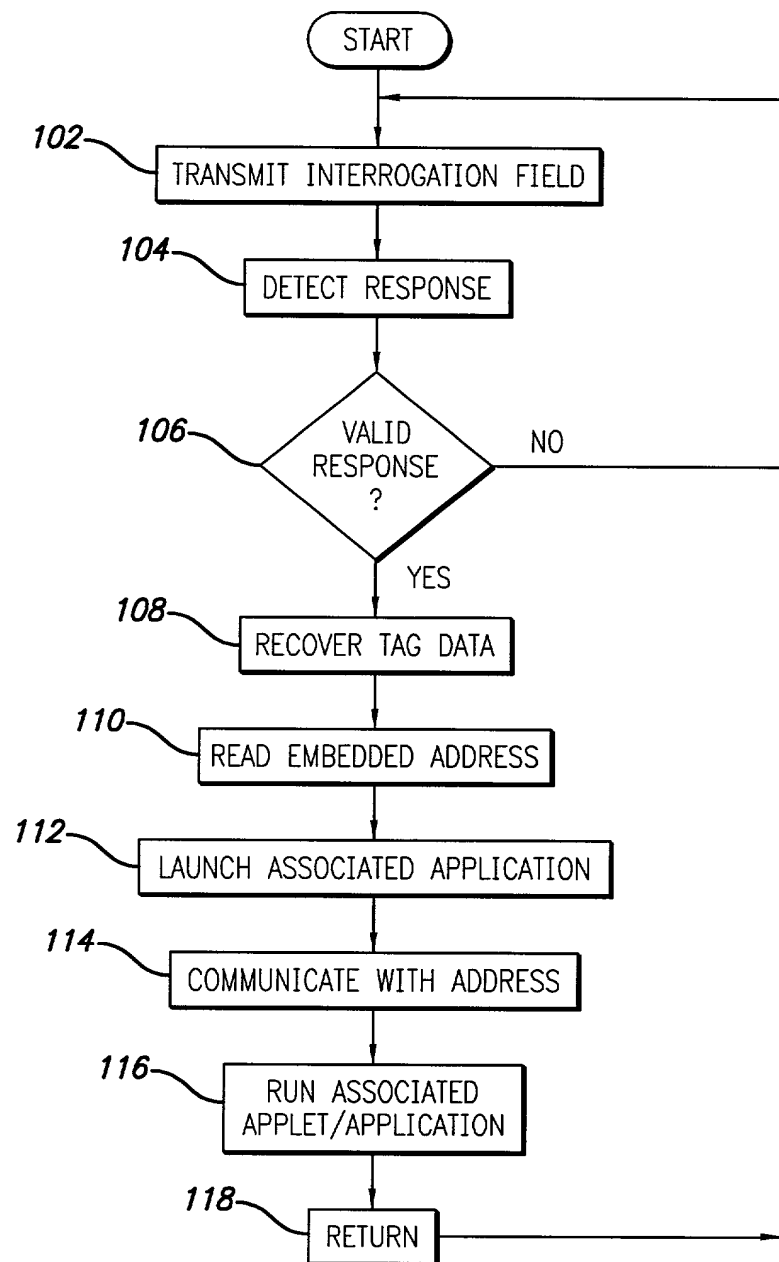 START
102
TRANSMIT INTERROGATION FIELD
104
DETECT RESPONSE
106
VALID
RESPONSE
?
NO
YES
108
RECOVER TAG DATA
110
READ EMBEDDED ADDRESS
112
LAUNCH ASSOCIATED APPLICATION
114
COMMUNICATE WITH ADDRESS
116
RUN ASSOCIATED
APPLET/APPLICATION
118
RETURN